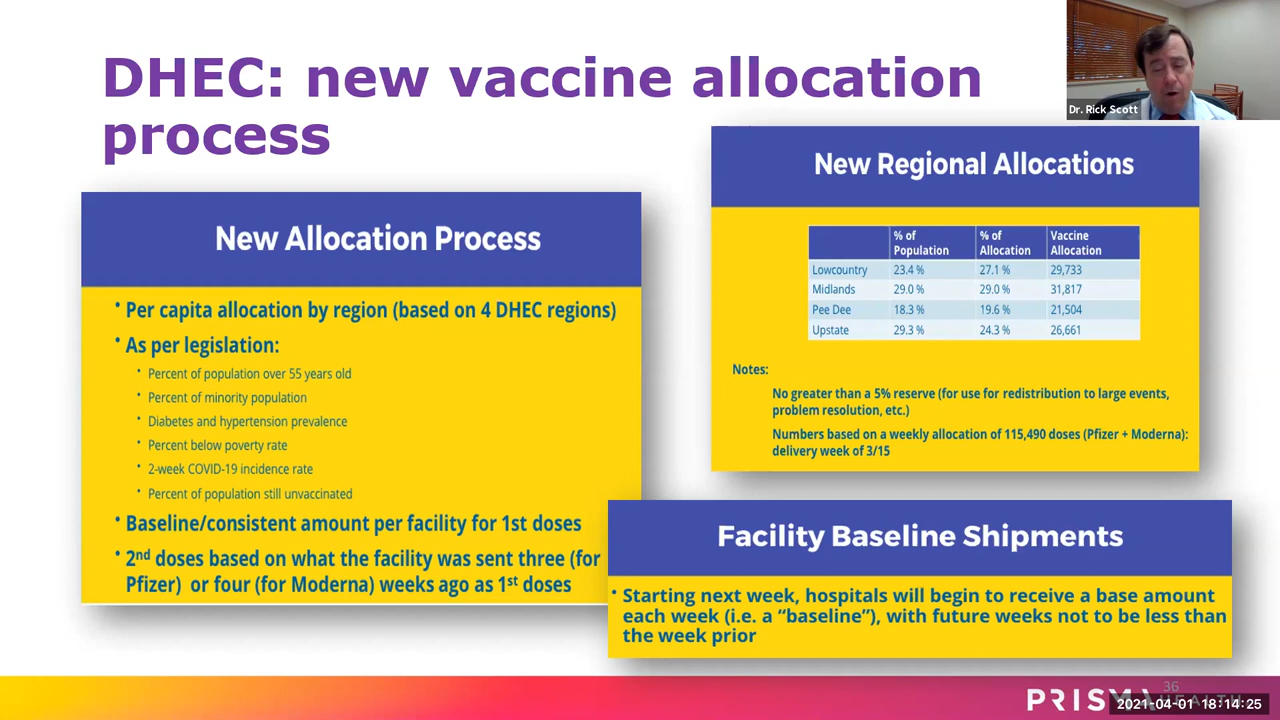 DHEC: new vaccine allocation
process
Dr. Rick Scott
New Allocation Process
• Per capita allocation by region (based on 4 DHEC regions)
• As per legislation:
• Percent of population over 55 years old
• Percent of minority population
• Diabetes and hypertension prevalence
• Percent below poverty rate
• 2-week COVID-19 incidence rate
• Percent of population still unvaccinated
• Baseline/consistent amount per facility for 1st doses
• 2nd doses based on what the facility was sent three (for
Pfizer) or four (for Moderna) weeks ago as 1st doses
New Regional Allocations
% of Population % of Allocation Vaccine Allocation
Lowcountry 23.4 % 27.1 % 29,733
Midlands 29.0 % 29.0 % 31,817
Pee Dee 18.3 % 19.6 % 21,504
Upstate 29.3 % 24.3 % 26,661
Notes:
No greater than a 5% reserve (for use for redistribution to large events,
problem resolution, etc.)
Numbers based on a weekly allocation of 115,490 doses (Pfizer + Moderna):
delivery week of 3/15
Facility Baseline Shipments
• Starting next week, hospitals will begin to receive a base amount
each week (i.e. a “baseline”), with future weeks not to be less than
the week prior
36
PRISMA HEALTH
2021-04-01 18:14:25